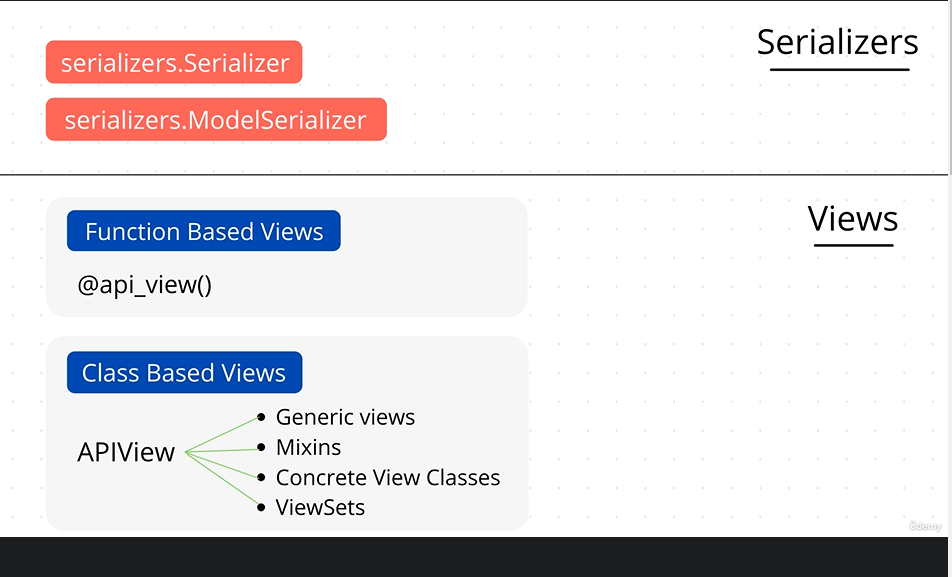 Serializers
serializers.Serializer
serializers.ModelSerializer
Views
Function Based Views
@api_view()
Class Based Views
APIView
Generic views
Mixins
Concrete View Classes
ViewSets
ûdemy